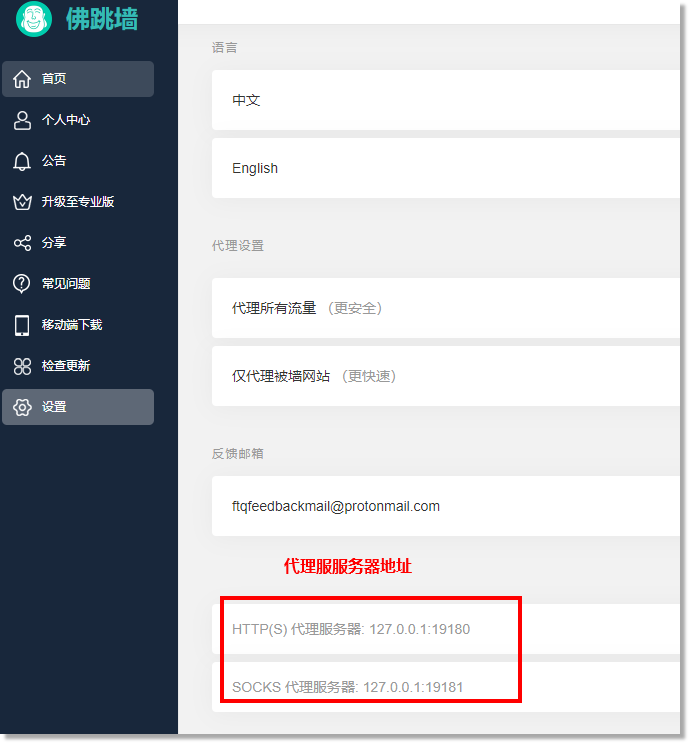 佛跳墙
首页
个人中心
公告
升级至专业版
分享
常见问题
移动端下载
检查更新
设置
语言
中文
English
代理设置
代理所有流量 （更安全）
仅代理被墙网站 （更快速）
反馈邮箱
ftqfeedbackmail@protonmail.com
代理服服务器地址
HTTP(S) 代理服务器: 127.0.0.1:19180
SOCKS 代理服务器: 127.0.0.1:19181